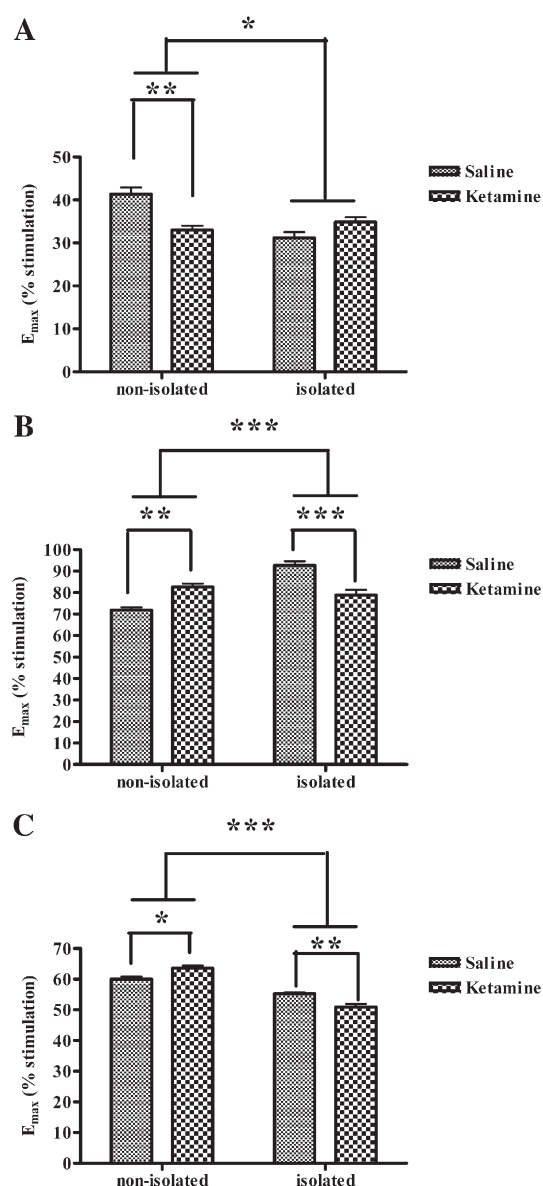 A
*
**
50
40
30
20
10
0
Emax (% stimulation)
non-isolated
isolated
Saline
Ketamine
B
***
**
***
100
90
80
70
60
50
40
30
20
10
0
Emax (% stimulation)
non-isolated
isolated
Saline
Ketamine
C
***
*
**
70
60
50
40
30
20
10
0
Emax (% stimulation)
non-isolated
isolated
Saline
Ketamine